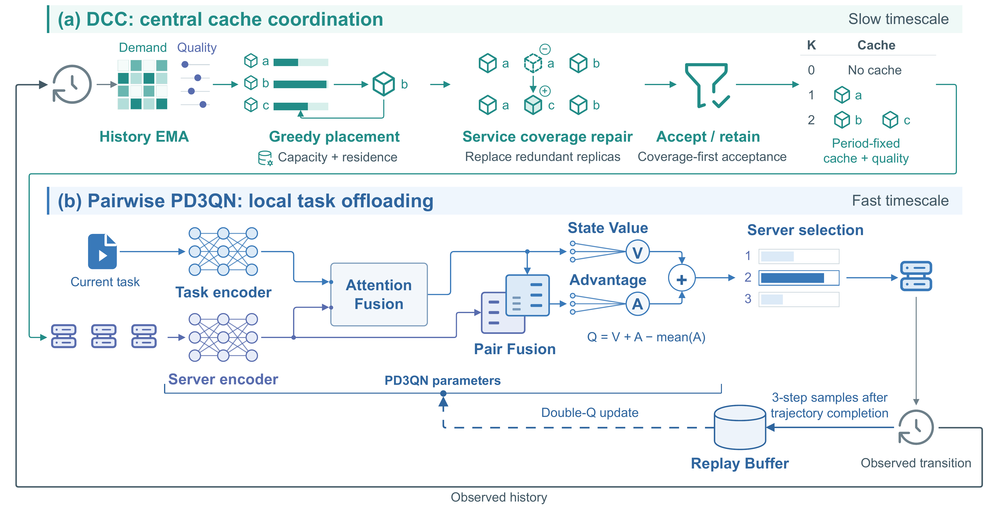 (a) DCC: central cache coordination
Slow timescale
Demand
Quality
a
b
c
b
a
a
b
a
c
b
K
Cache
0
No cache
1
a
2
b
c
History EMA
Greedy placement
Capacity + residence
Service coverage repair
Replace redundant replicas
Accept / retain
Coverage-first acceptance
Period-fixed
cache + quality
(b) Pairwise PD3QN: local task offloading
Fast timescale
Current task
Task encoder
Server encoder
Attention
Fusion
Pair Fusion
State Value
V
Advantage
A
+
Q = V + A − mean(A)
Server selection
1
2
3
PD3QN parameters
Double-Q update
3-step samples after
trajectory completion
Replay Buffer
Observed transition
Observed history